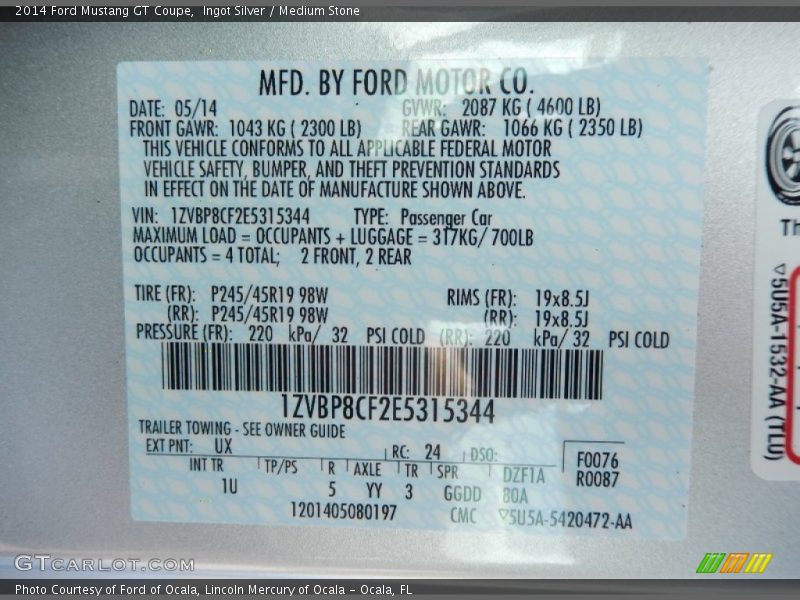 2014 Ford Mustang GT Coupe, Ingot Silver / Medium Stone
MFD. BY FORD MOTOR CO.
DATE: 05/14 GVWR: 2087 KG ( 4600 LB)
FRONT GAWR: 1043 KG ( 2300 LB) REAR GAWR: 1066 KG ( 2350 LB)
THIS VEHICLE CONFORMS TO ALL APPLICABLE FEDERAL MOTOR
VEHICLE SAFETY, BUMPER, AND THEFT PREVENTION STANDARDS
IN EFFECT ON THE DATE OF MANUFACTURE SHOWN ABOVE.
VIN: 1ZVBP8CF2E5315344 TYPE: Passenger Car
MAXIMUM LOAD = OCCUPANTS + LUGGAGE = 317KG/ 700LB
OCCUPANTS = 4 TOTAL; 2 FRONT, 2 REAR
TIRE (FR): P245/45R19 98W RIMS (FR): 19x8.5J
(RR): P245/45R19 98W (RR): 19x8.5J
PRESSURE (FR): 220 kPa/ 32 PSI COLD (RR): 220 kPa/ 32 PSI COLD
1ZVBP8CF2E5315344
TRAILER TOWING - SEE OWNER GUIDE
EXT PNT: UX RC: 24 DSO: F0076
INT TR TP/PS R AXLE TR SPR DZF1A R0087
1U 5 YY 3 GGDD 80A
1201405080197 CMC ▽5U5A-5420472-AA
Th
▽5U5A-1532-AA (TLU)
GTCARLOT.COM
Photo Courtesy of Ford of Ocala, Lincoln Mercury of Ocala – Ocala, FL